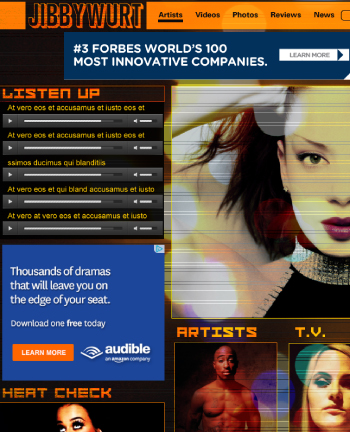 JIBBYWURT
Artists Videos Photos Reviews News
#3 FORBES WORLD'S 100
MOST INNOVATIVE COMPANIES.
LEARN MORE
LISTEN UP
At vero eos et accusamus et iusto eos et
At vero eos et accusamus et iusto eos et
ssimos ducimus qui blanditiis
At vero eos et qui bland accusamus et iusto
At vero at vero eos et accusamus et iusto
Thousands of dramas
that will leave you on
the edge of your seat.
Download one free today
LEARN MORE
audible
an amazon company
ARTISTS T.V.
HEAT CHECK